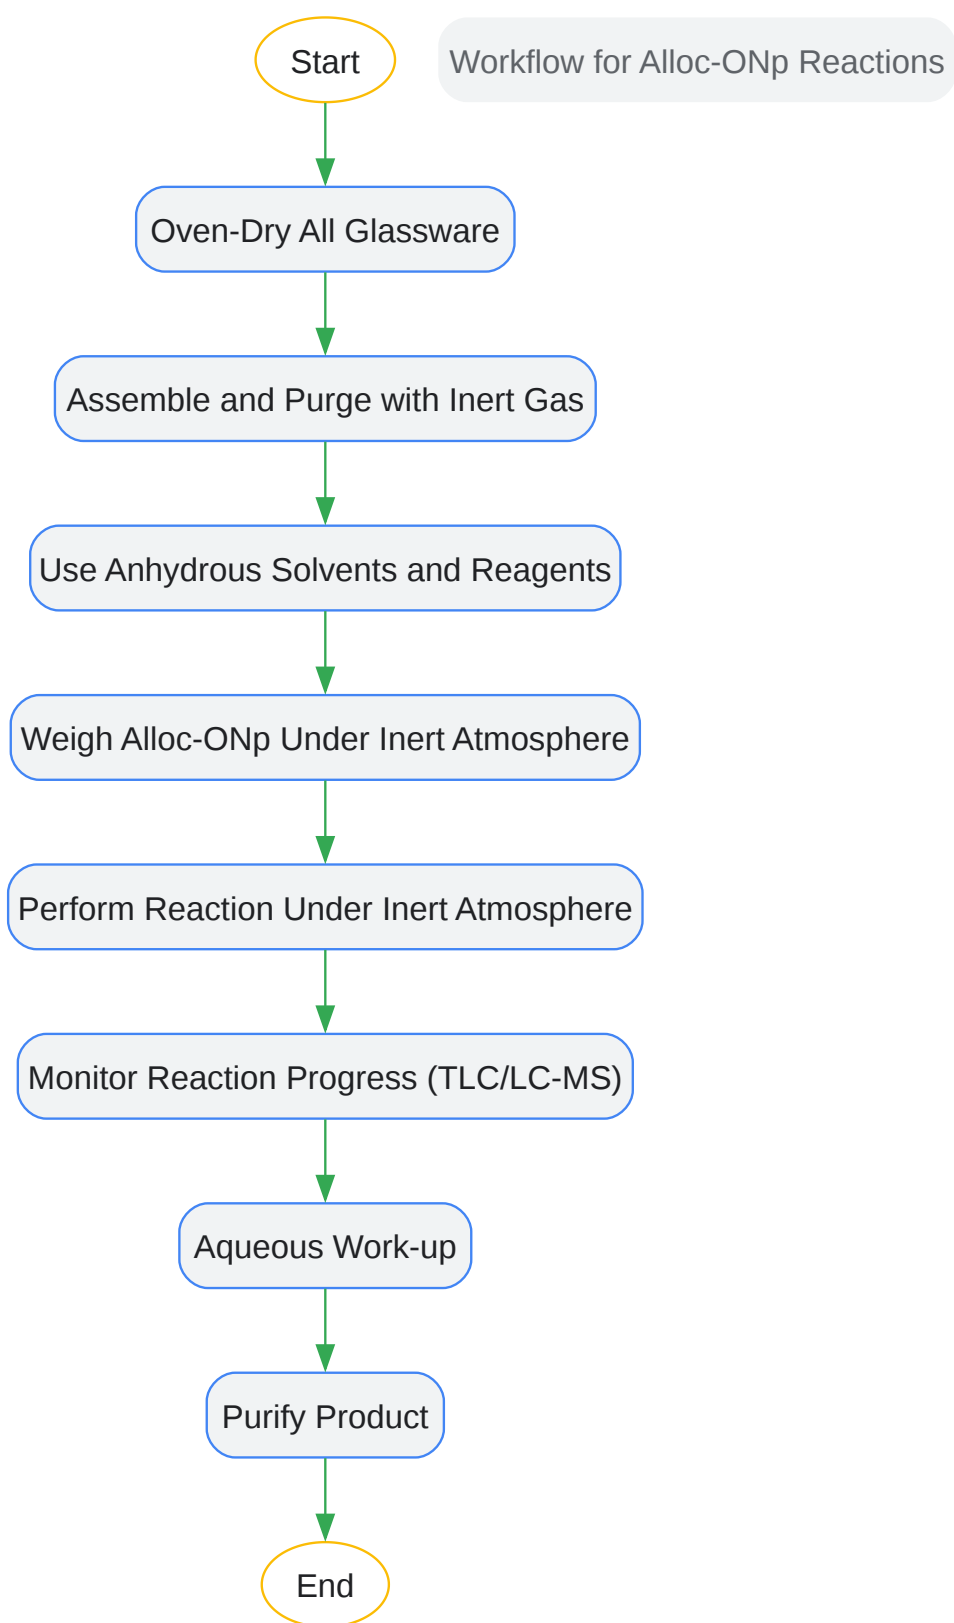 Start
Workflow for Alloc-ONp Reactions
Oven-Dry All Glassware
Assemble and Purge with Inert Gas
Use Anhydrous Solvents and Reagents
Weigh Alloc-ONp Under Inert Atmosphere
Perform Reaction Under Inert Atmosphere
Monitor Reaction Progress (TLC/LC-MS)
Aqueous Work-up
Purify Product
End